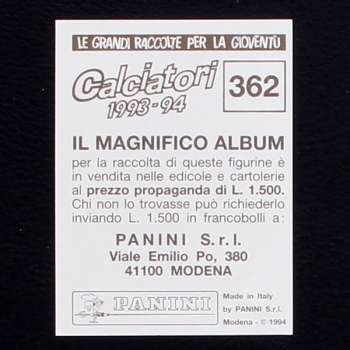 LE GRANDI RACCOLTE PER LA GIOVENTÙ
Calciatori
1993-94
362
IL MAGNIFICO ALBUM
per la raccolta di queste figurine è
in vendita nelle edicole e cartolerie
al prezzo propaganda di L. 1.500.
Chi non lo trovasse può richiederlo
inviando L. 1.500 in francobolli a:
PANINI S.r.l.
Viale Emilio Po, 380
41100 MODENA
PANINI
Made in Italy
by PANINI S.r.l.
Modena - © 1994